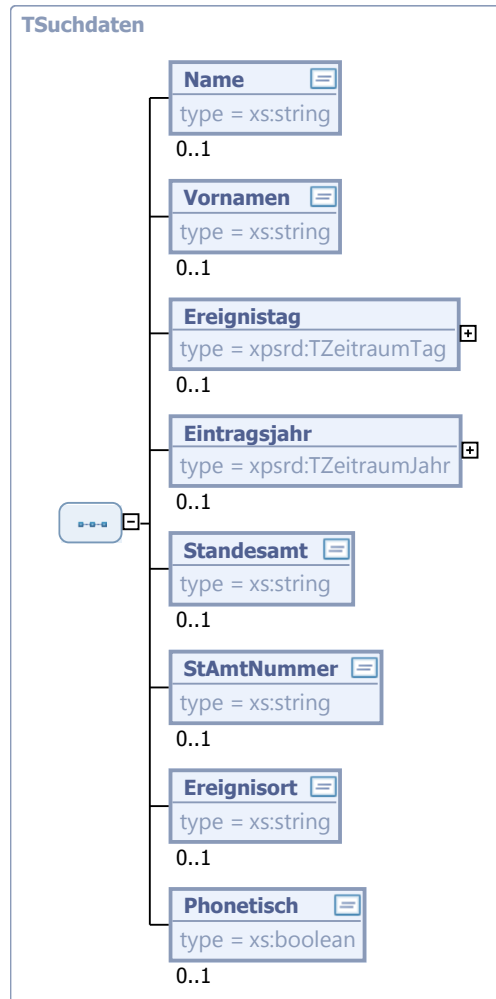 TSuchdaten
Name
type = xs:string
0..1
Vornamen
type = xs:string
0..1
Ereignistag
type = xpsrd:TZeitraumTag
0..1
Eintragsjahr
type = xpsrd:TZeitraumJahr
0..1
Standesamt
type = xs:string
0..1
StAmtNummer
type = xs:string
0..1
Ereignisort
type = xs:string
0..1
Phonetisch
type = xs:boolean
0..1